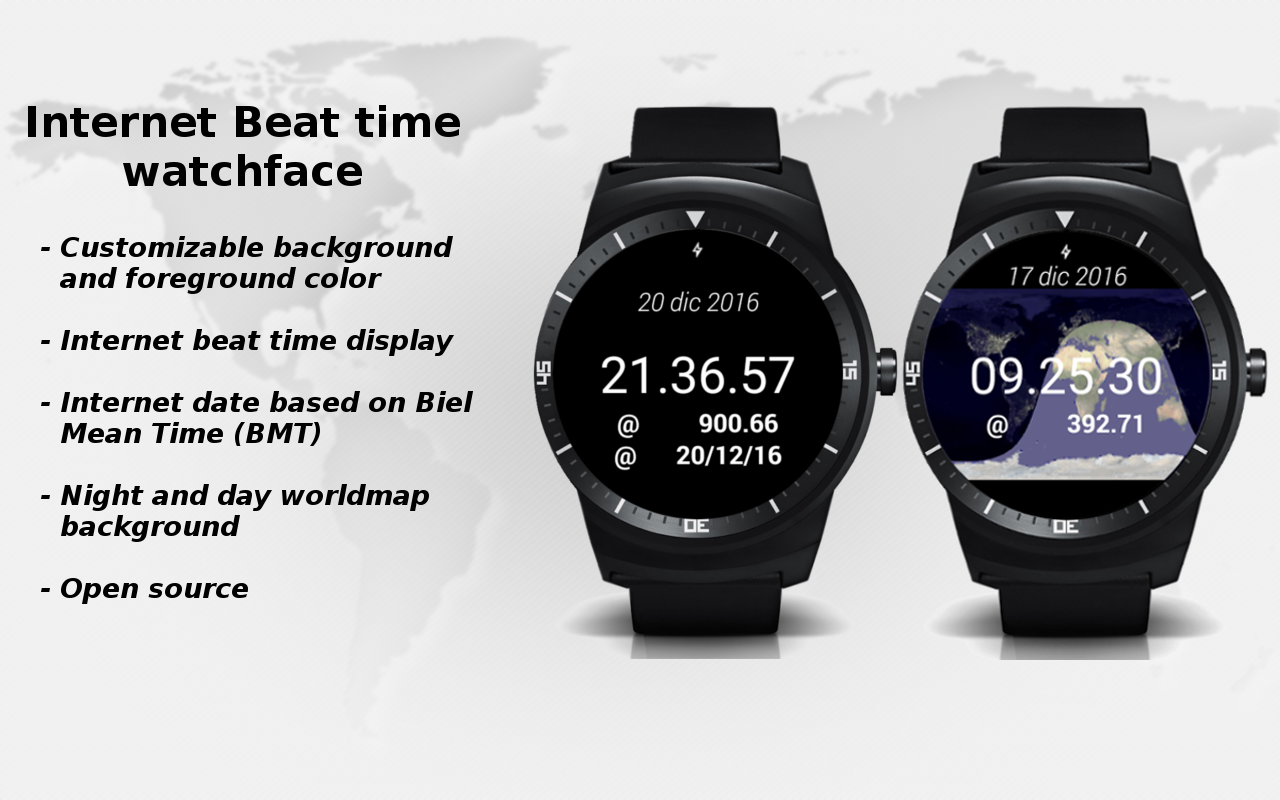 Internet Beat time
watchface
- Customizable background
and foreground color
- Internet beat time display
- Internet date based on Biel
Mean Time (BMT)
- Night and day worldmap
background
- Open source
20 dic 2016
45
21.36.57
15
@ 900.66
@ 20/12/16
30
17 dic 2016
45
09.25.30
15
@ 392.71
30